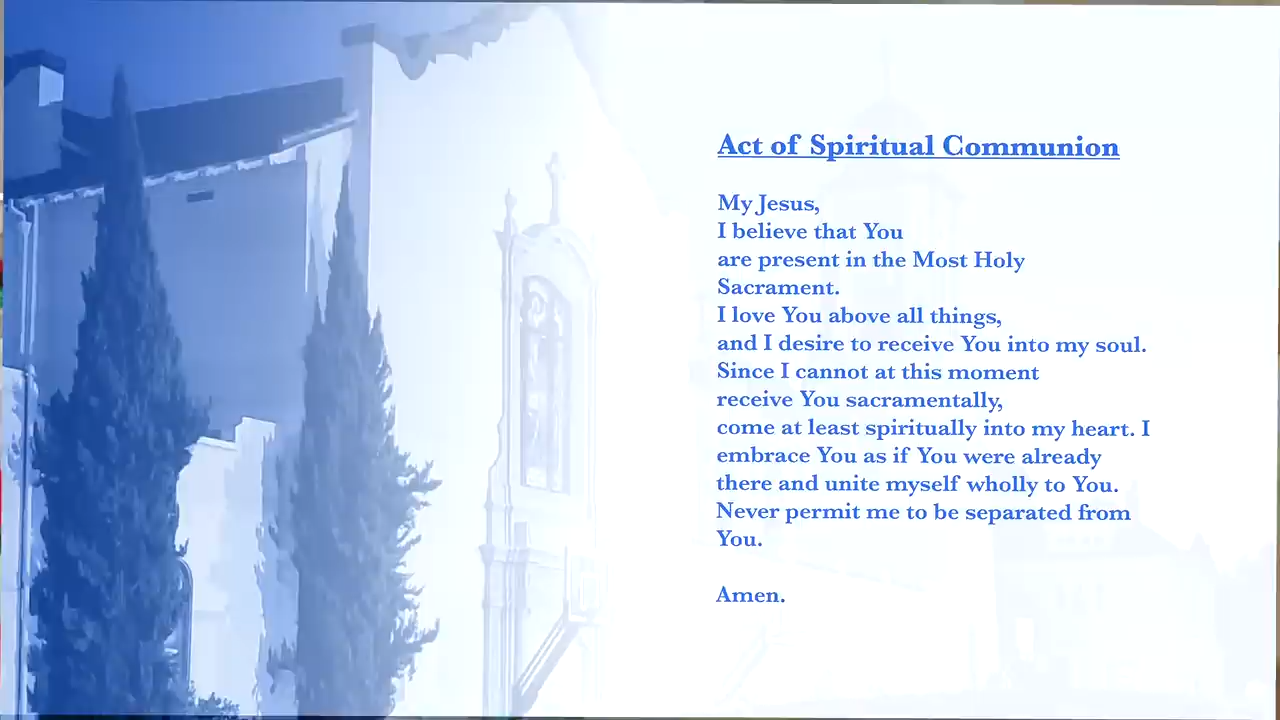 Act of Spiritual Communion
My Jesus,
I believe that You
are present in the Most Holy
Sacrament.
I love You above all things,
and I desire to receive You into my soul.
Since I cannot at this moment
receive You sacramentally,
come at least spiritually into my heart. I
embrace You as if You were already
there and unite myself wholly to You.
Never permit me to be separated from
You.
Amen.